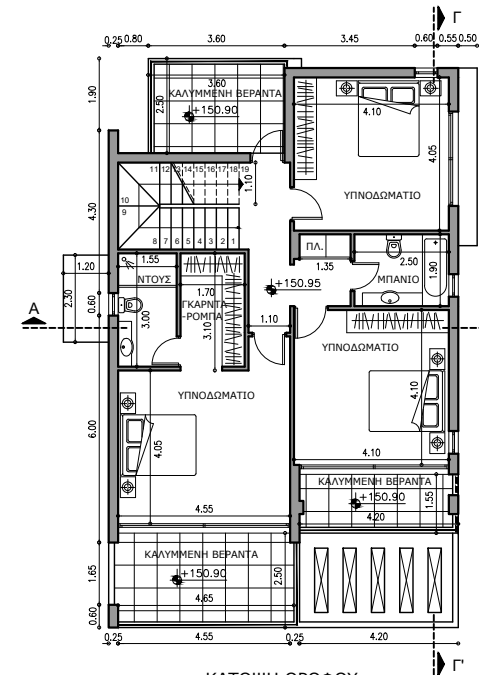 Γ
0.25 0.80 3.60 3.45 0.60 0.55 0.50
3.60
ΚΑΛΥΜΜΕΝΗ ΒΕΡΑΝΤΑ
2.50
+150.90
1.90
4.10
4.05
ΥΠΝΟΔΩΜΑΤΙΟ
11 12 13 14 15 16 17 18 19
1.10
10
9
8 7 6 5 4 3 2 1
4.30
ΠΛ.
1.35
2.50
ΜΠΑΝΙΟ
1.90
1.55
ΝΤΟΥΣ
1.20
2.30
0.60
3.00
1.70
ΓΚΑΡΝΤΑ
-ΡΟΜΠΑ
3.10
+150.95
1.10
A
ΥΠΝΟΔΩΜΑΤΙΟ
4.10
4.10
ΥΠΝΟΔΩΜΑΤΙΟ
4.05
4.55
6.00
ΚΑΛΥΜΜΕΝΗ ΒΕΡΑΝΤΑ
+150.90
1.55
4.20
ΚΑΛΥΜΜΕΝΗ ΒΕΡΑΝΤΑ
+150.90
2.50
4.65
1.65
0.60
0.25 4.55 0.25 4.20
Γ'
ΚΑΤΟΨΗ ΟΡΟΦΟΥ